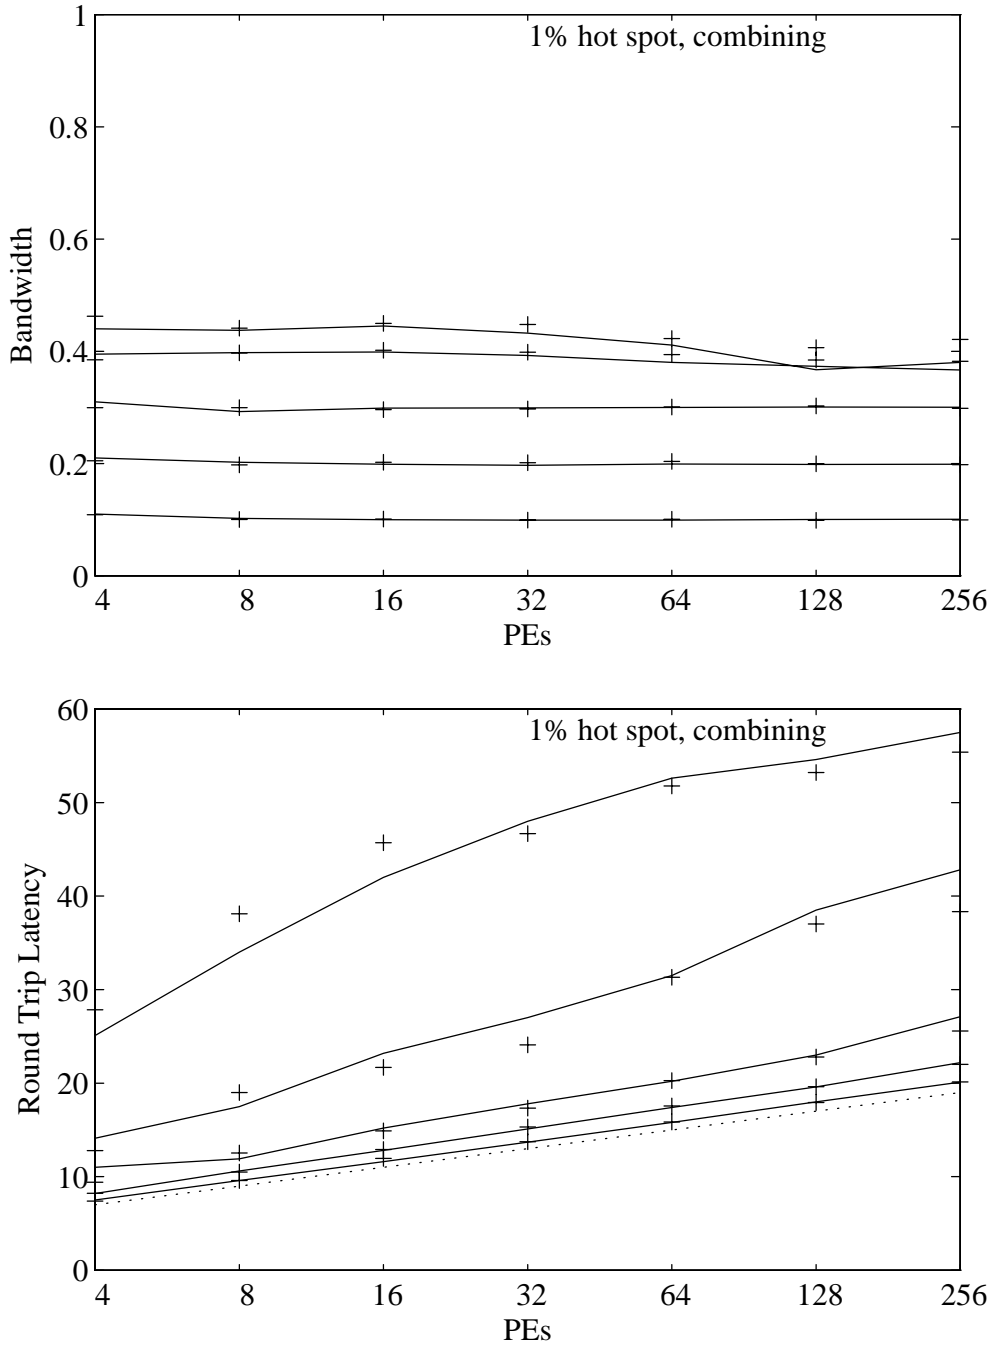 1% hot spot, combining
1
0.8
0.6
0.4
0.2
0
Bandwidth
4 8 16 32 64 128 256
PEs
1% hot spot, combining
60
50
40
30
20
10
0
Round Trip Latency
4 8 16 32 64 128 256
PEs